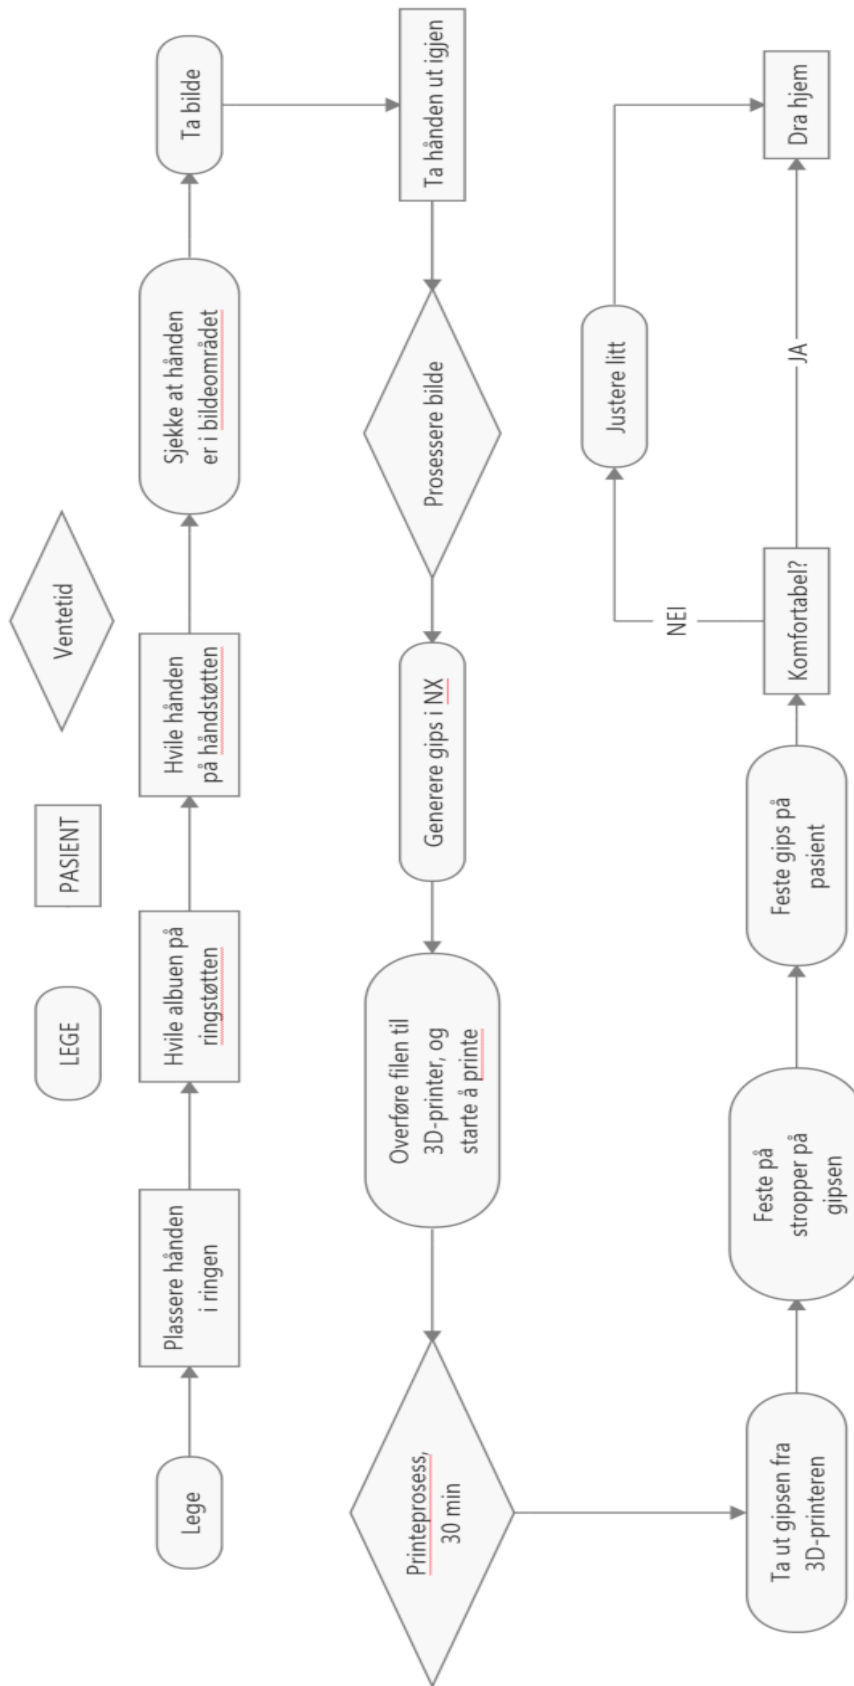 LEGE
PASIENT
Ventetid
Lege
Plassere hånden
i ringen
Hvile albuen på
ringstøtten
Hvile hånden
på håndstøtten
Sjekke at hånden
er i bildeområdet
Ta bilde
Ta hånden ut igjen
Prosessere bilde
Generere gips i NX
Overføre filen til
3D-printer, og
starte å printe
Printeprosess,
30 min
Ta ut gipsen fra
3D-printeren
Feste på
stropper på
gipsen
Feste gips på
pasient
Komfortabel?
NEI
Justere litt
JA
Dra hjem